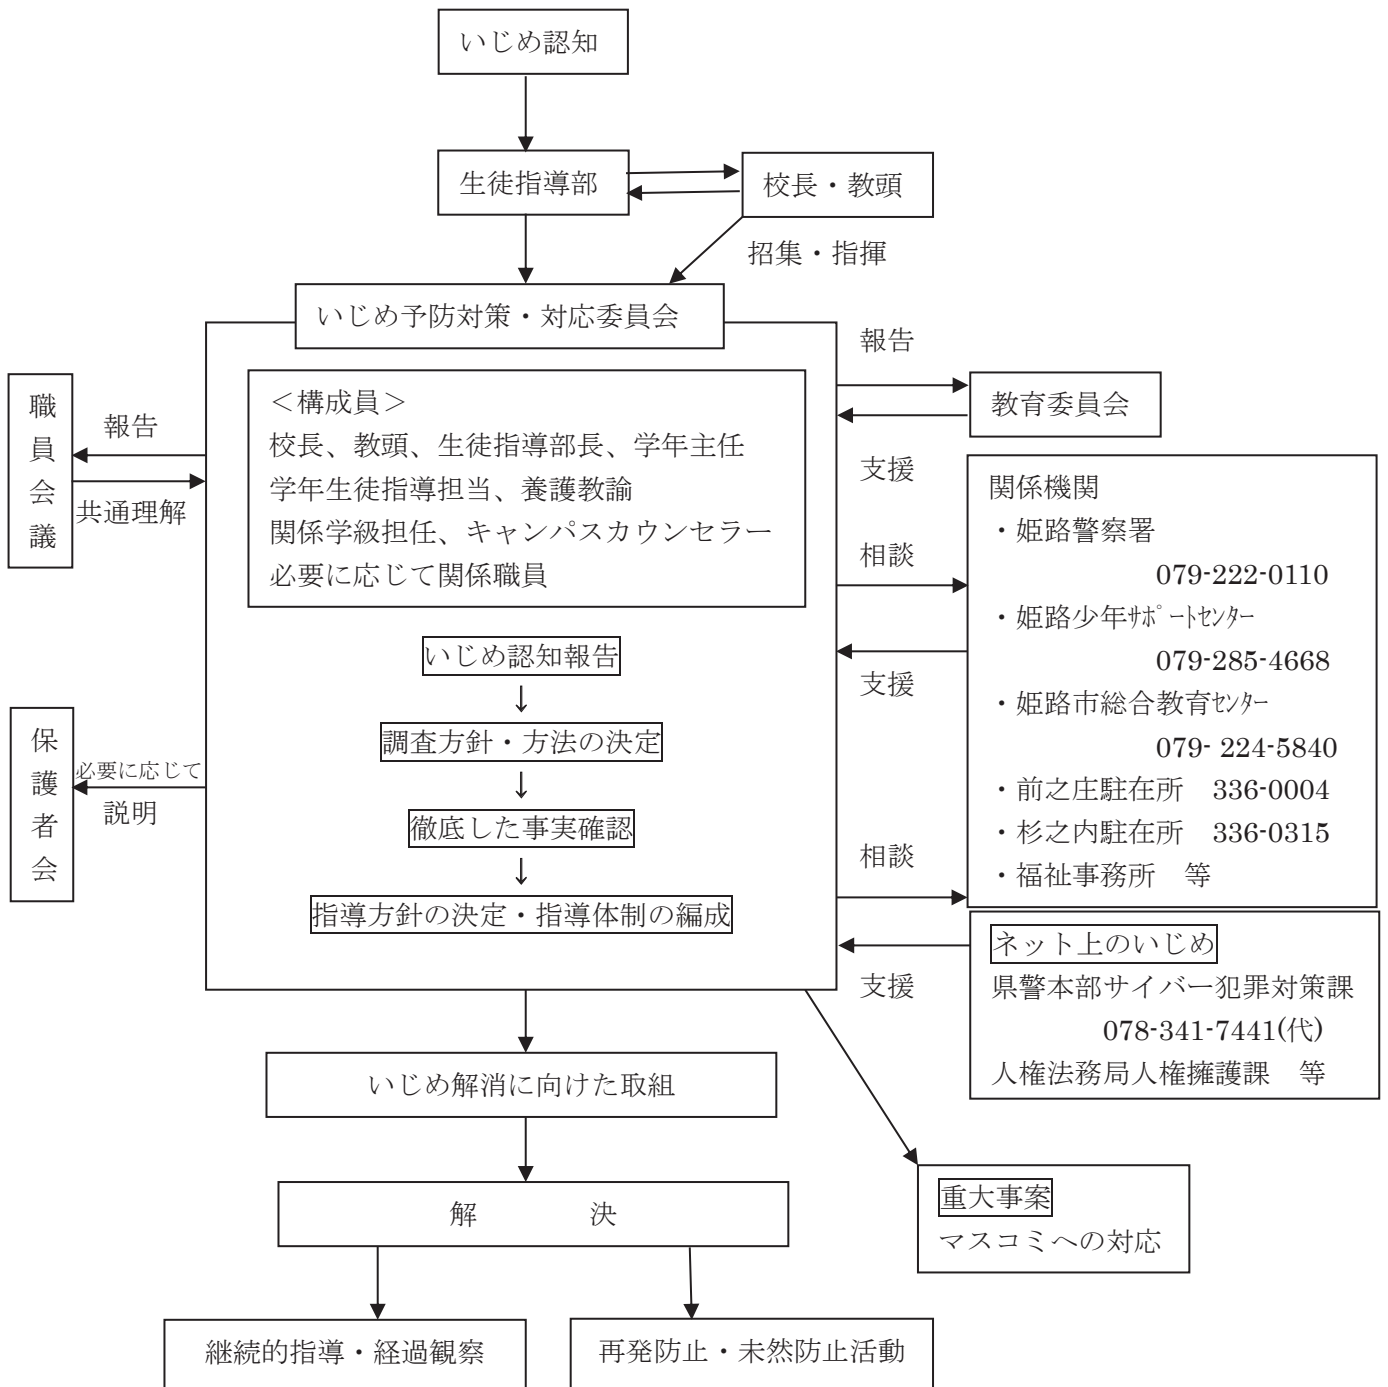 いじめ認知
生徒指導部
校長・教頭
招集・指揮
いじめ予防対策・対応委員会
＜構成員＞
校長、教頭、生徒指導部長、学年主任
学年生徒指導担当、養護教諭
関係学級担任、キャンパスカウンセラー
必要に応じて関係職員
いじめ認知報告
↓
調査方針・方法の決定
↓
徹底した事実確認
↓
指導方針の決定・指導体制の編成
職員会議
報告
共通理解
保護者会
必要に応じて
説明
報告
支援
教育委員会
相談
支援
相談
支援
関係機関
・姫路警察署
079-222-0110
・姫路少年ｻﾎﾟｰﾄｾﾝﾀｰ
079-285-4668
・姫路市総合教育ｾﾝﾀｰ
079- 224-5840
・前之庄駐在所　336-0004
・杉之内駐在所　336-0315
・福祉事務所　等
ネット上のいじめ
県警本部サイバー犯罪対策課
078-341-7441(代)
人権法務局人権擁護課　等
いじめ解消に向けた取組
解　　　　決
重大事案
マスコミへの対応
継続的指導・経過観察
再発防止・未然防止活動